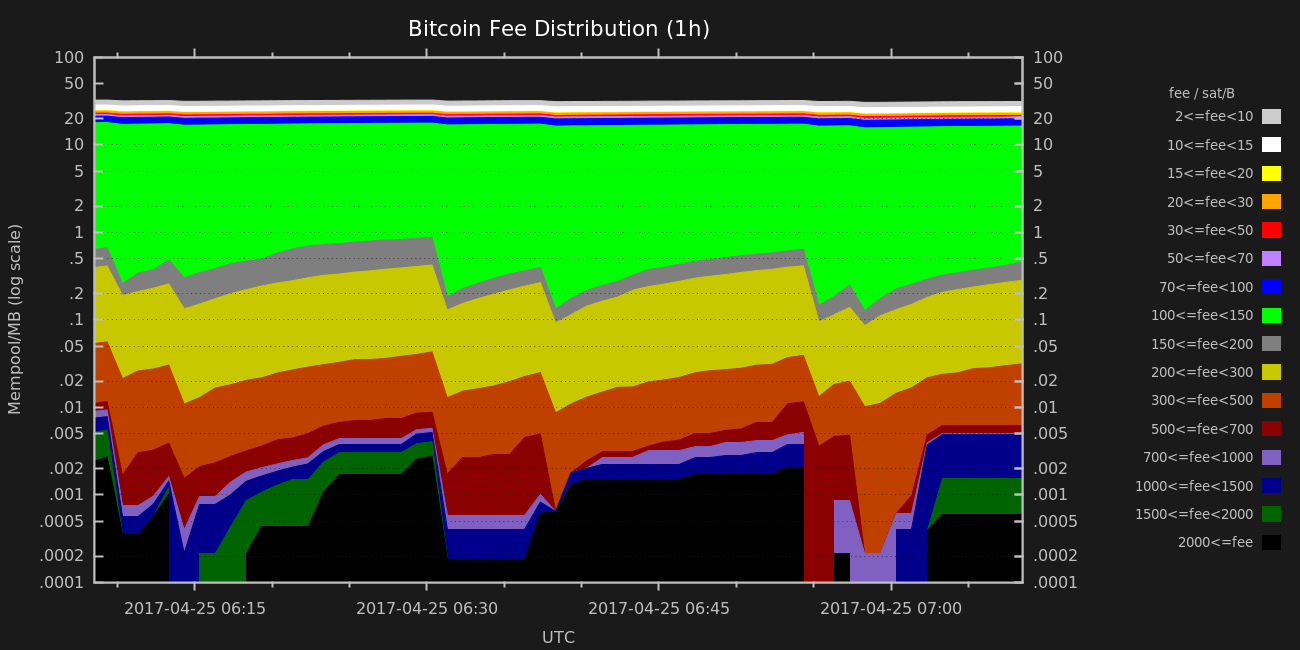 Bitcoin Fee Distribution (1h)
100
50
20
10
5
2
1
.5
.2
.1
.05
.02
.01
.005
.002
.001
.0005
.0002
.0001
Mempool/MB (log scale)
100
50
20
10
5
2
1
.5
.2
.1
.05
.02
.01
.005
.002
.001
.0005
.0002
.0001
2017-04-25 06:15
2017-04-25 06:30
2017-04-25 06:45
2017-04-25 07:00
UTC
fee / sat/B
2<=fee<10
10<=fee<15
15<=fee<20
20<=fee<30
30<=fee<50
50<=fee<70
70<=fee<100
100<=fee<150
150<=fee<200
200<=fee<300
300<=fee<500
500<=fee<700
700<=fee<1000
1000<=fee<1500
1500<=fee<2000
2000<=fee